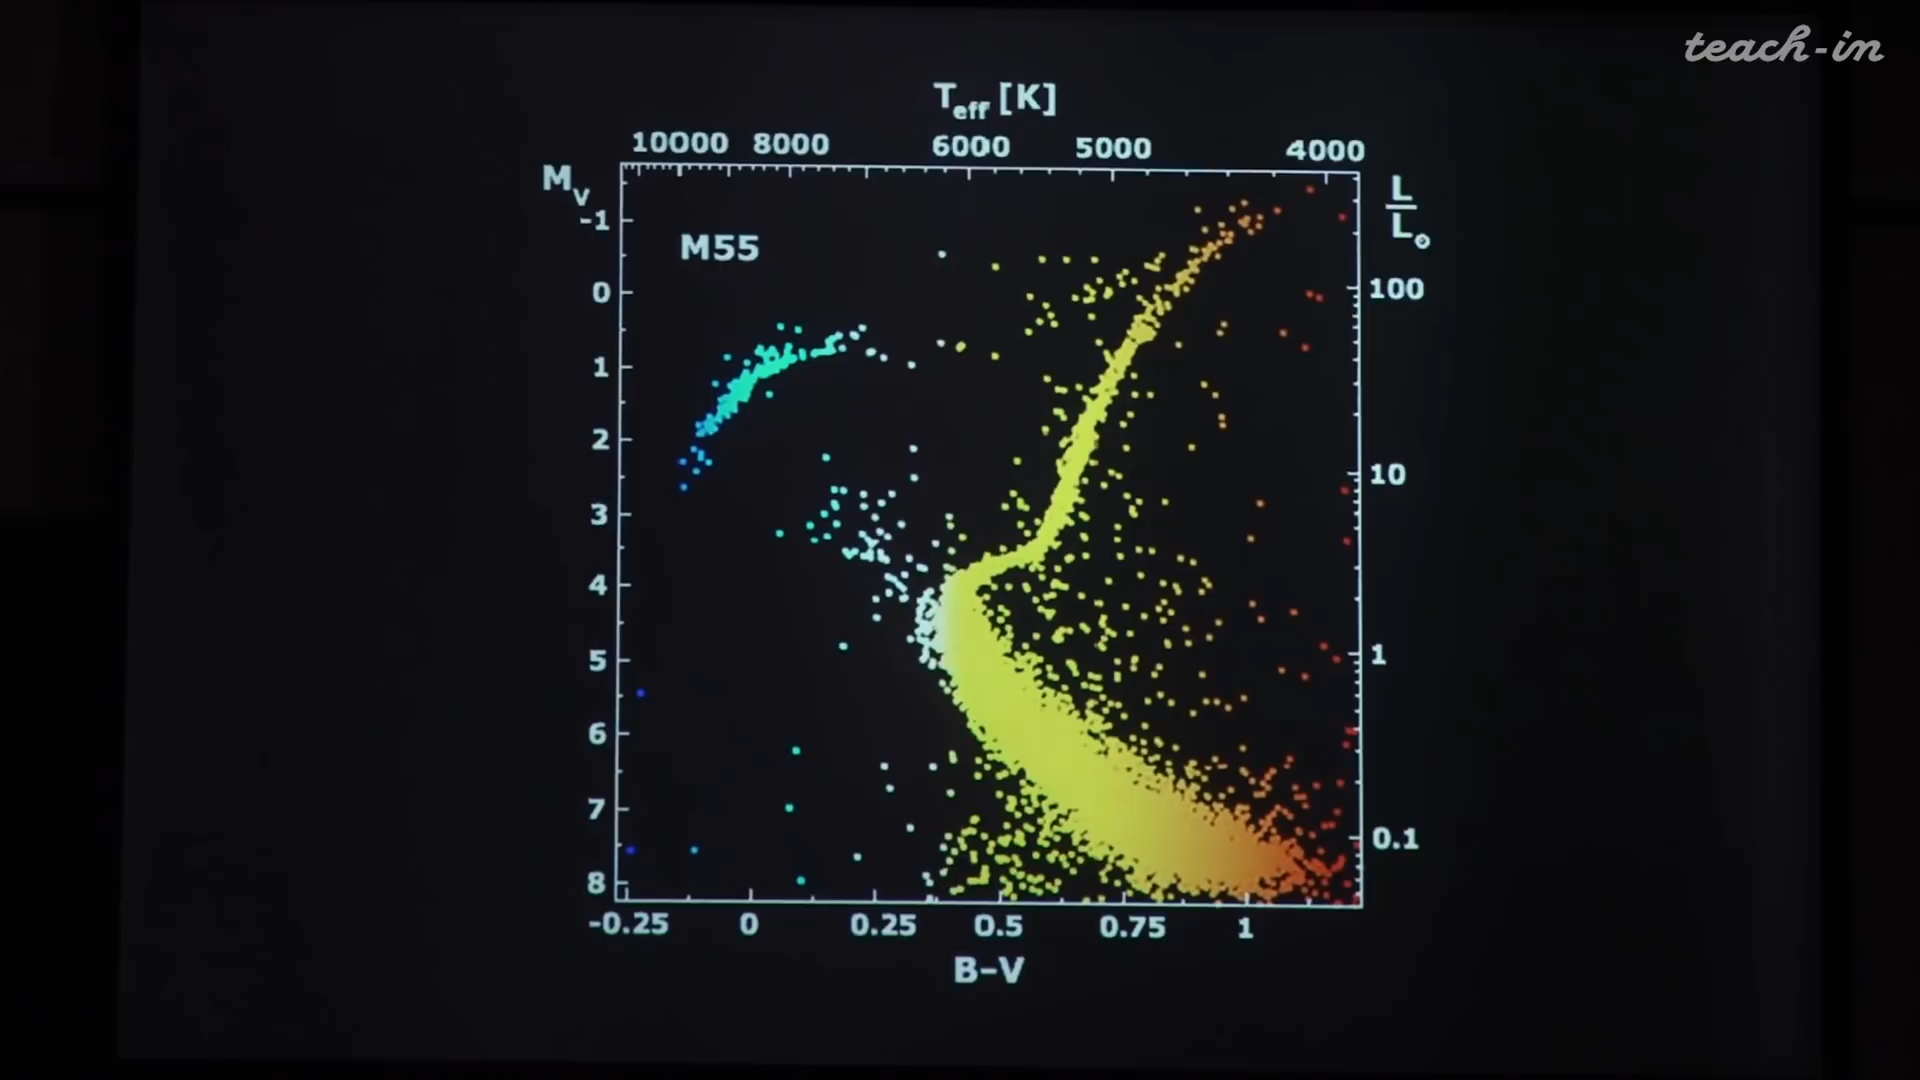 teach-in
T_eff [K]
10000 8000 6000 5000 4000
M_V
L/L⊙
-1
M55
0
100
1
2
10
3
4
5
1
6
7
0.1
8
-0.25 0 0.25 0.5 0.75 1
B–V